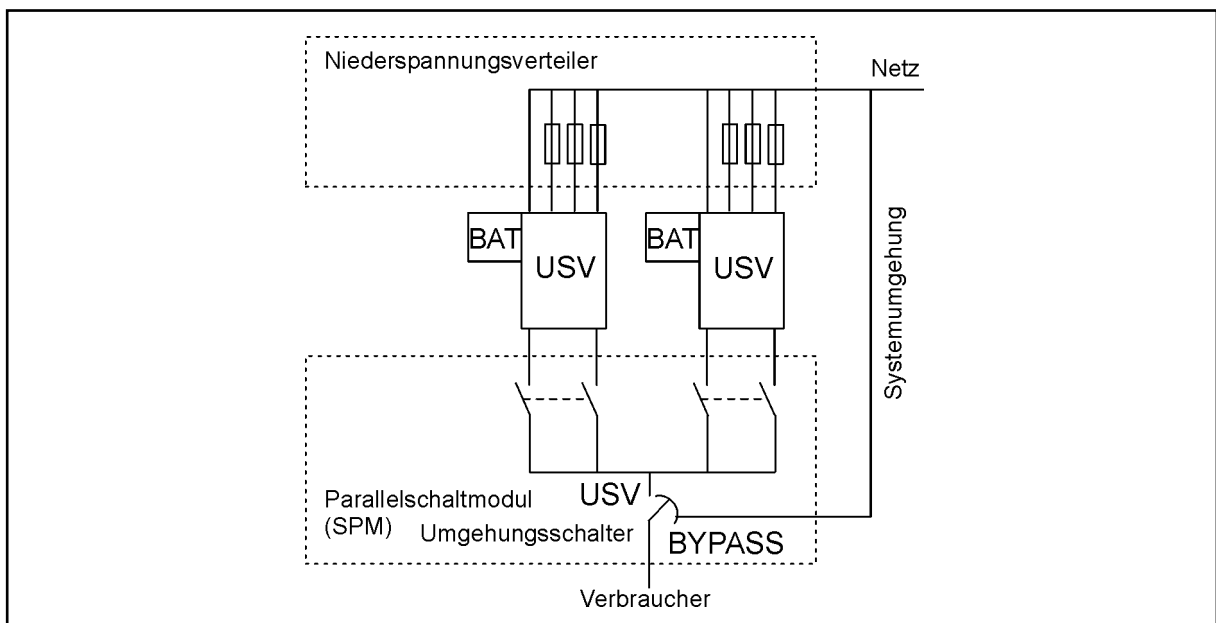 Niederspannungsverteiler
Netz
BAT
USV
BAT
USV
Systemumgehung
USV
Parallelschaltmodul
(SPM)
Umgehungsschalter
BYPASS
Verbraucher